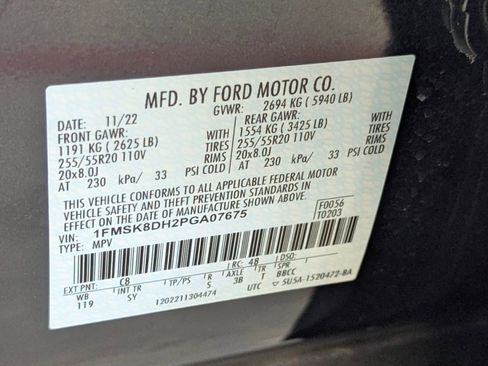 MFD. BY FORD MOTOR CO.
DATE: 11/22 GVWR: 2694 KG ( 5940 LB)
FRONT GAWR: REAR GAWR:
1191 KG ( 2625 LB) WITH 1554 KG ( 3425 LB) WITH
255/55R20 110V TIRES 255/55R20 110V TIRES
20x8.0J RIMS 20x8.0J RIMS
AT 230 kPa/ 33 PSI COLD AT 230 kPa/ 33 PSI COLD
THIS VEHICLE CONFORMS TO ALL APPLICABLE FEDERAL MOTOR
VEHICLE SAFETY AND THEFT PREVENTION STANDARDS IN
EFFECT ON THE DATE OF MANUFACTURE SHOWN ABOVE.
VIN: 1FMSK8DH2PGA07675 F0056
TYPE: MPV T0203
EXT PNT: C8 RC: 48 DSO:
WB INT TR TP/PS R AXLE TR SPR
119 SY S 3B T BBCC
1202211304474 UTC 5U5A-1520472-BA